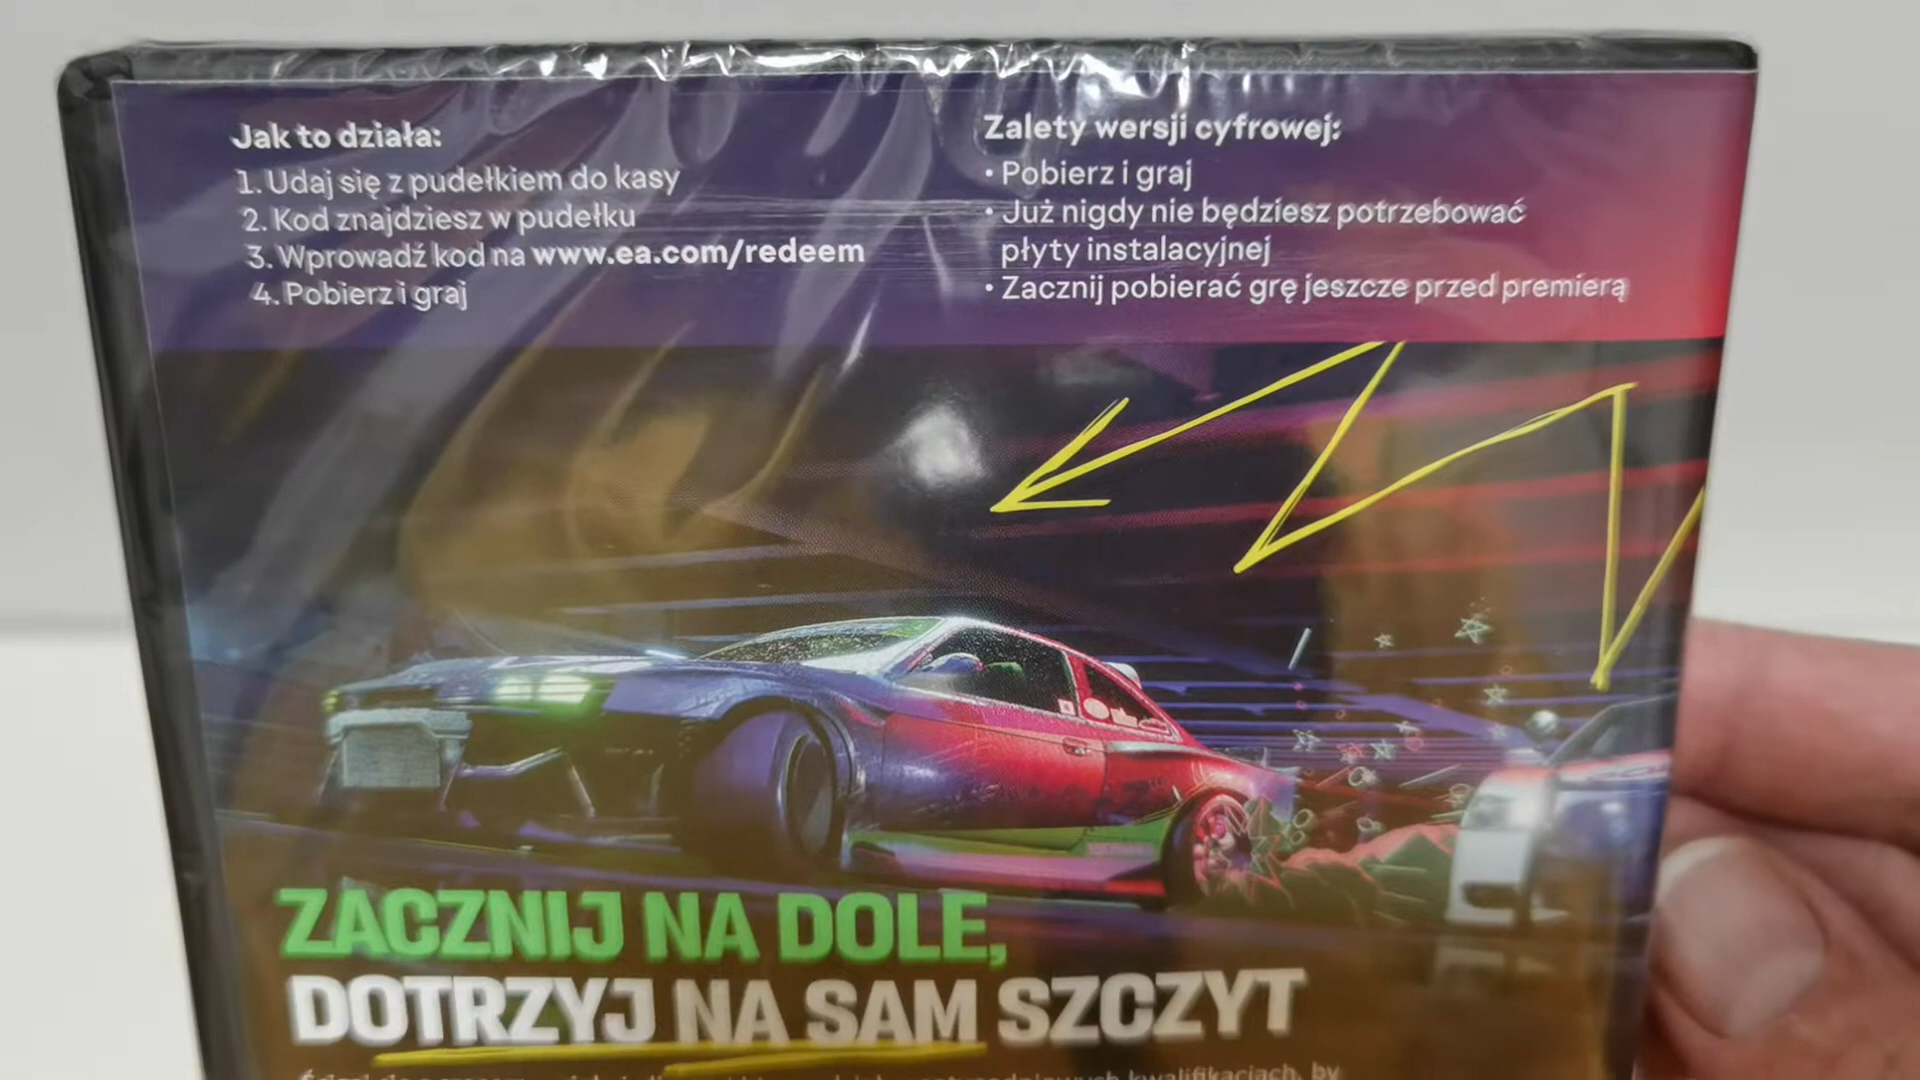 Jak to działa:
1. Udaj się z pudełkiem do kasy
2. Kod znajdziesz w pudełku
3. Wprowadź kod na www.ea.com/redeem
4. Pobierz i graj
Zalety wersji cyfrowej:
• Pobierz i graj
• Już nigdy nie będziesz potrzebować
płyty instalacyjnej
• Zacznij pobierać grę jeszcze przed premierą
ZACZNIJ NA DOLE,
DOTRZYJ NA SAM SZCZYT
kwalifikacjach, by